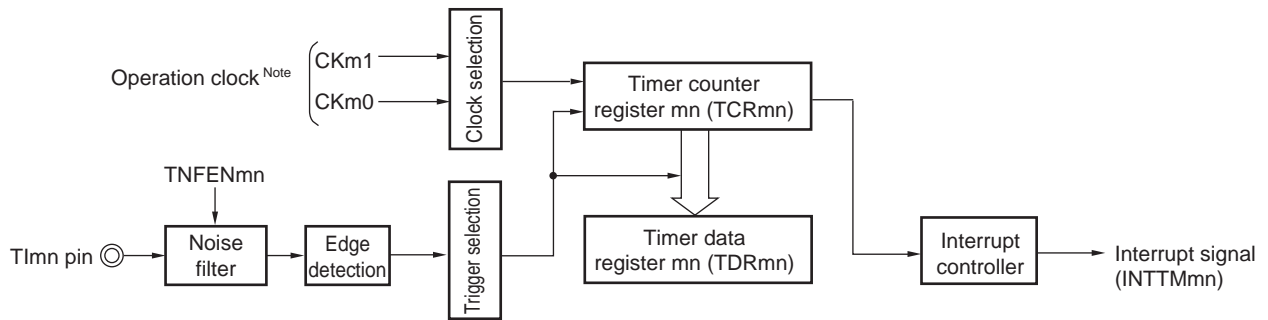 Operation clock Note
CKm1
CKm0
Clock selection
Timer counter
register mn (TCRmn)
TNFENmn
TImn pin
Noise
filter
Edge
detection
Trigger selection
Timer data
register mn (TDRmn)
Interrupt
controller
Interrupt signal
(INTTMmn)